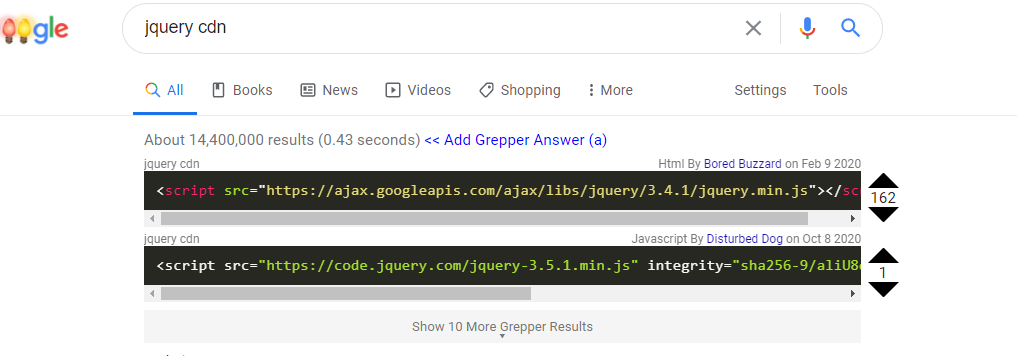 oogle
jquery cdn
All Books News Videos Shopping More Settings Tools
About 14,400,000 results (0.43 seconds) << Add Grepper Answer (a)
jquery cdn Html By Bored Buzzard on Feb 9 2020
<script src="https://ajax.googleapis.com/ajax/libs/jquery/3.4.1/jquery.min.js"></scr
162
jquery cdn Javascript By Disturbed Dog on Oct 8 2020
<script src="https://code.jquery.com/jquery-3.5.1.min.js" integrity="sha256-9/aliU8
1
Show 10 More Grepper Results